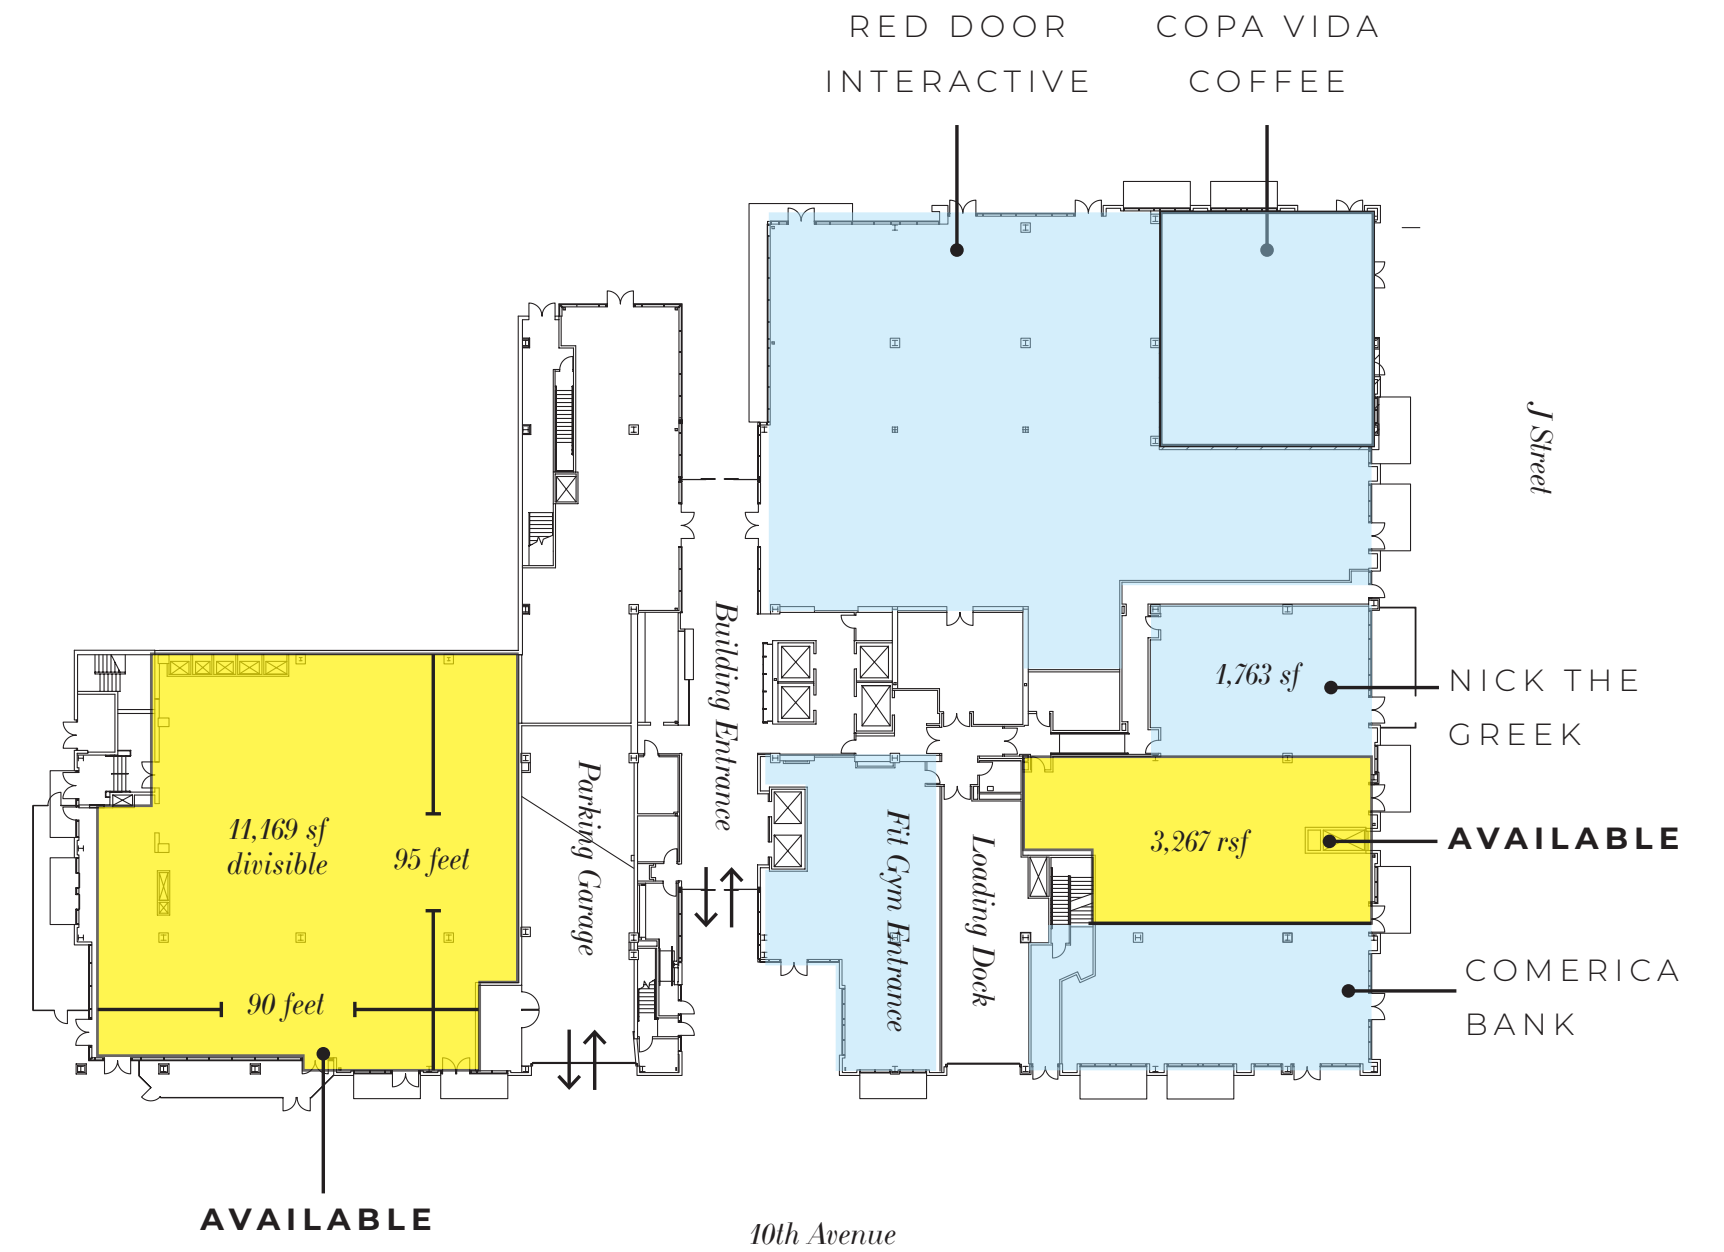 RED DOOR
INTERACTIVE
COPA VIDA
COFFEE
J Street
Building Entrance
1,763 sf
NICK THE
GREEK
Parking Garage
11,169 sf
divisible
95 feet
Fit Gym Entrance
Loading Dock
3,267 rsf
AVAILABLE
90 feet
COMERICA
BANK
AVAILABLE
10th Avenue